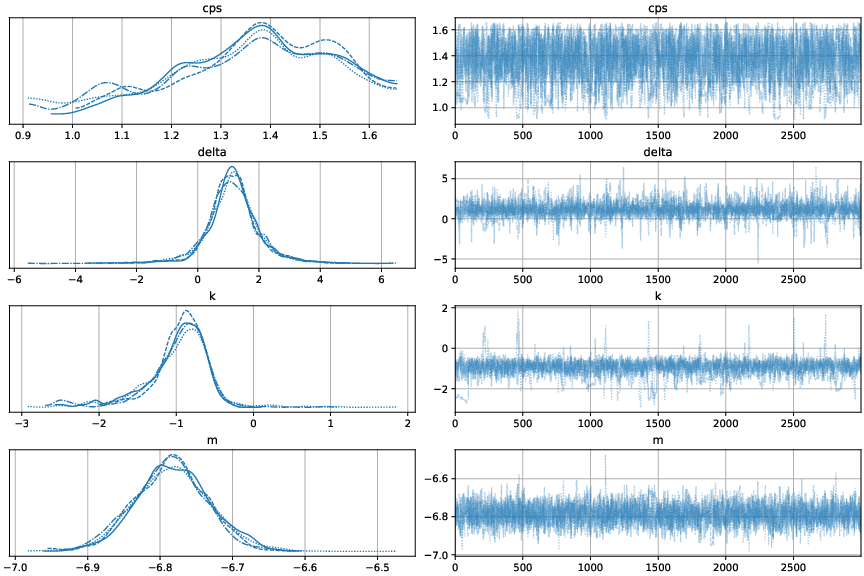 cps
0.9 1.0 1.1 1.2 1.3 1.4 1.5 1.6
cps
1.6
1.4
1.2
1.0
0 500 1000 1500 2000 2500
delta
−6 −4 −2 0 2 4 6
delta
5
0
−5
0 500 1000 1500 2000 2500
k
−3 −2 −1 0 1 2
k
2
0
−2
0 500 1000 1500 2000 2500
m
−7.0 −6.9 −6.8 −6.7 −6.6 −6.5
m
−6.6
−6.8
−7.0
0 500 1000 1500 2000 2500